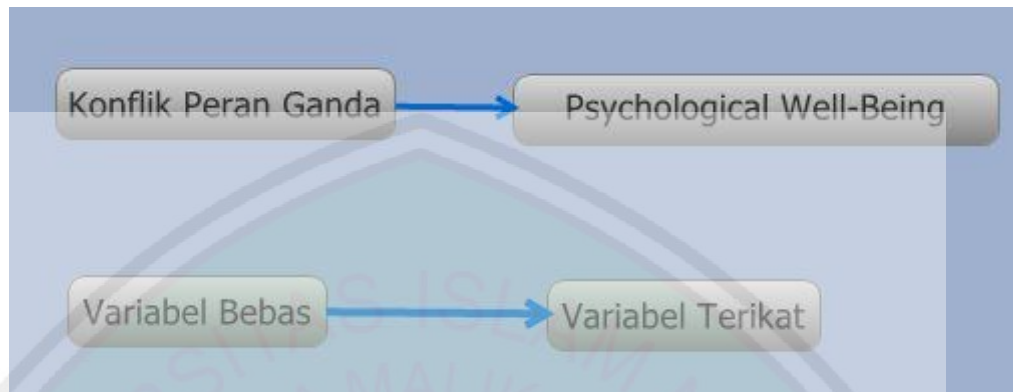 Konflik Peran Ganda
Psychological Well-Being
Variabel Bebas
Variabel Terikat